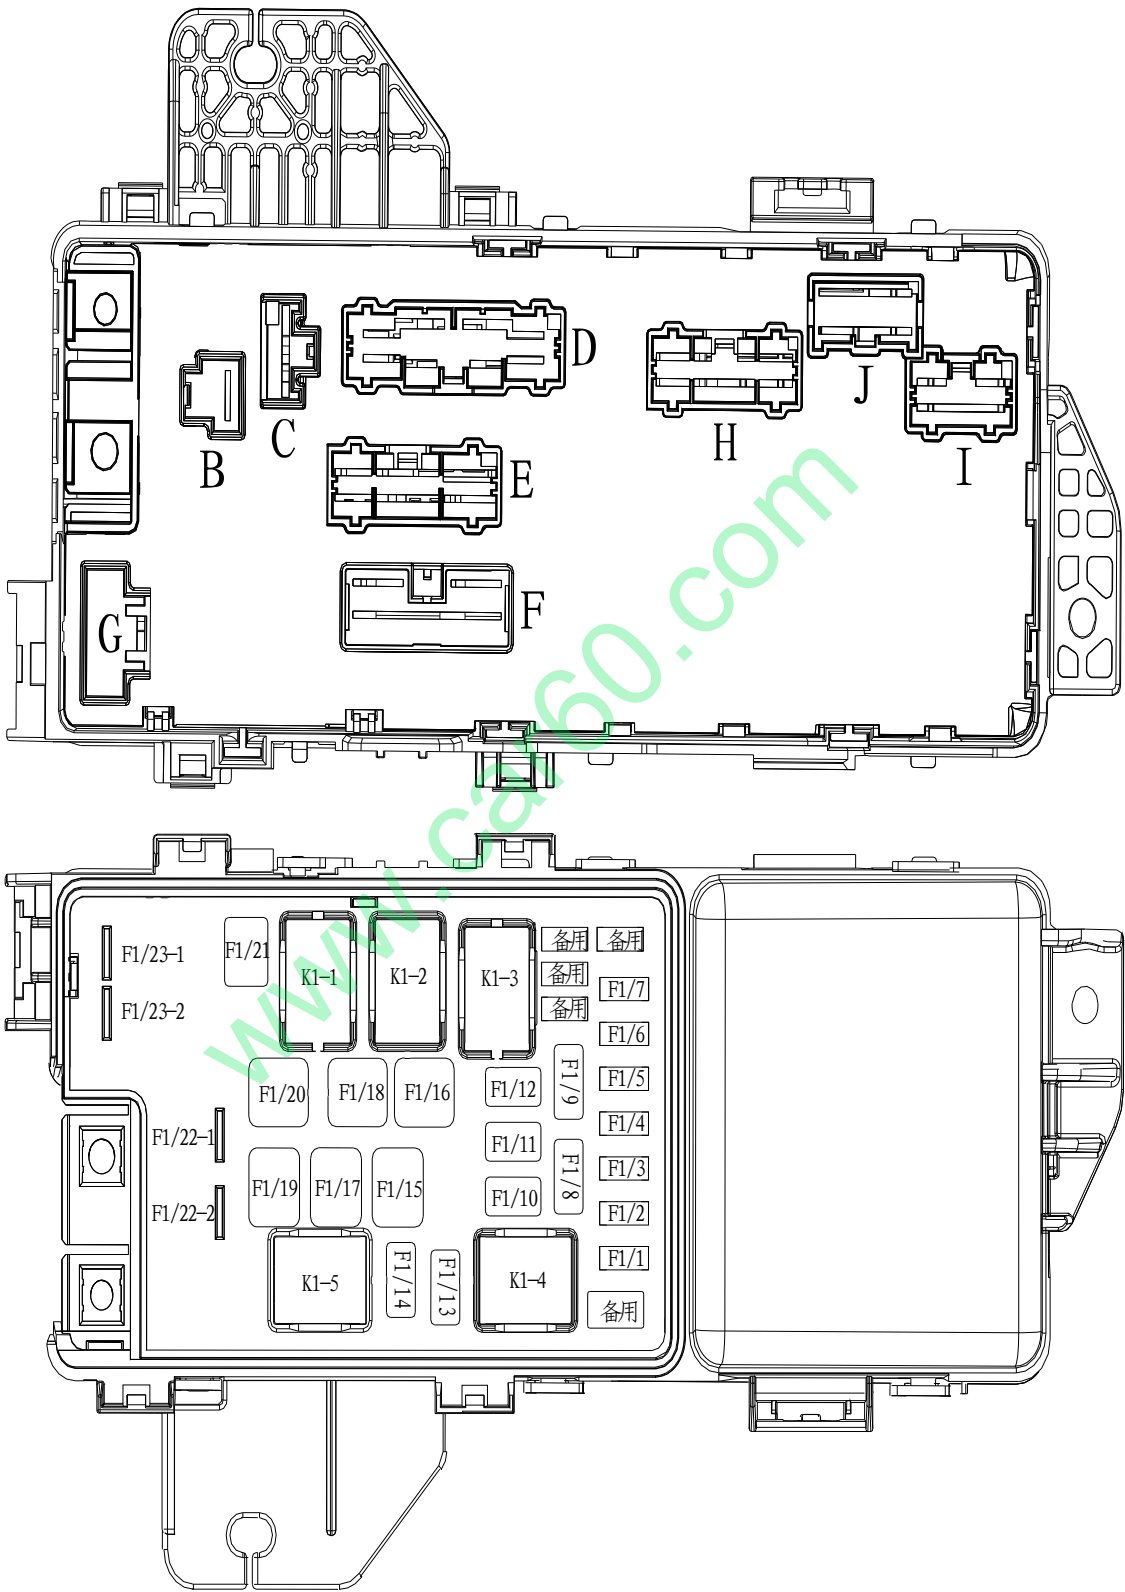 B
C
D
E
F
G
H
J
I
www.car60.com
F1/23-1
F1/23-2
F1/21
K1-1
K1-2
K1-3
备用
备用
备用
备用
F1/7
F1/6
F1/5
F1/4
F1/3
F1/2
F1/1
备用
F1/20
F1/18
F1/16
F1/12
F1/9
F1/11
F1/8
F1/10
F1/22-1
F1/22-2
F1/19
F1/17
F1/15
K1-5
F1/14
F1/13
K1-4